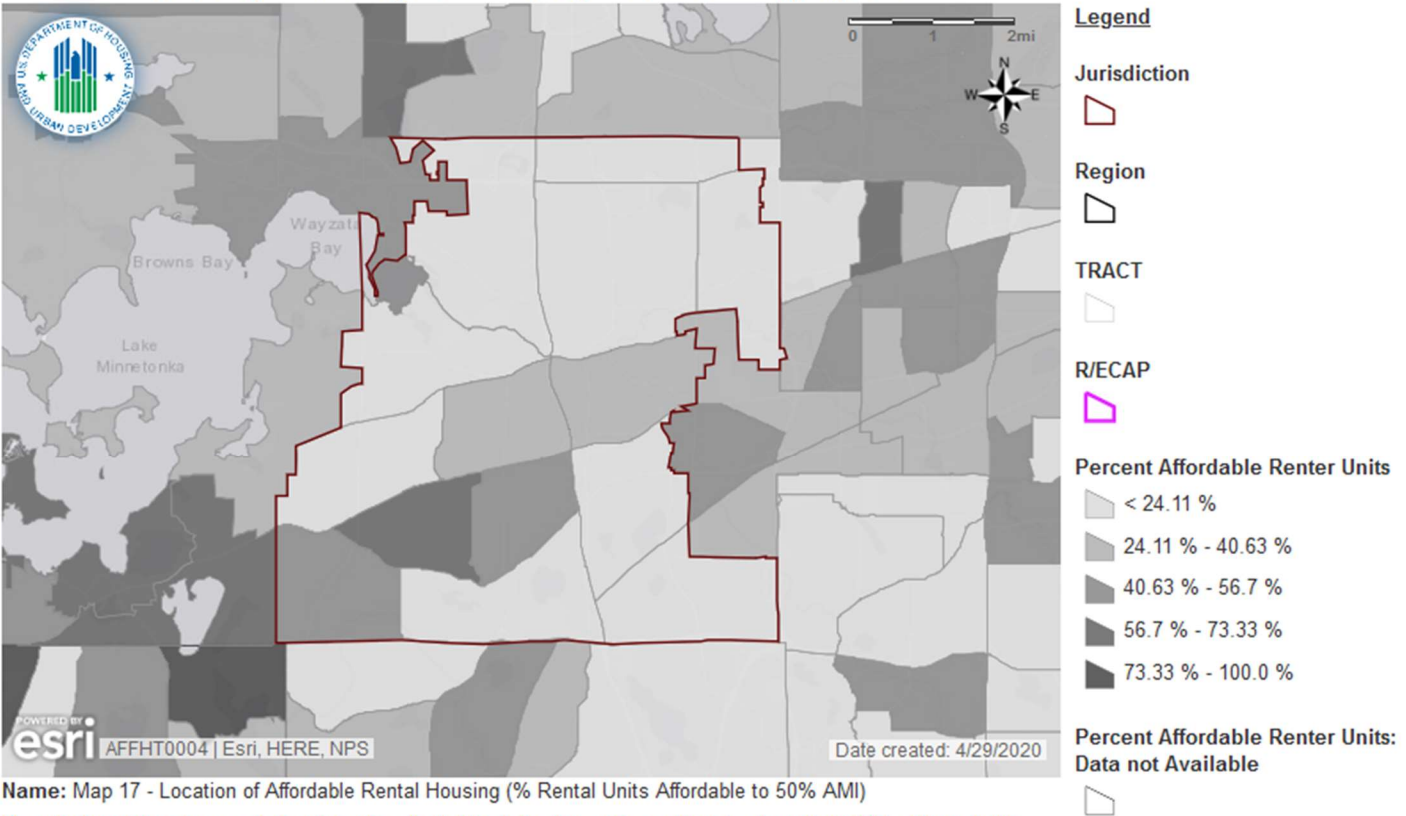 U.S. DEPARTMENT OF HOUSING
AND URBAN DEVELOPMENT
0 1 2mi
N
W E
S
Wayzata
Bay
Browns Bay
Lake
Minnetonka
POWERED BY
esri
AFFHT0004 | Esri, HERE, NPS
Date created: 4/29/2020
Legend
Jurisdiction
Region
TRACT
R/ECAP
Percent Affordable Renter Units
< 24.11 %
24.11 % - 40.63 %
40.63 % - 56.7 %
56.7 % - 73.33 %
73.33 % - 100.0 %
Percent Affordable Renter Units:
Data not Available
Name: Map 17 - Location of Affordable Rental Housing (% Rental Units Affordable to 50% AMI)